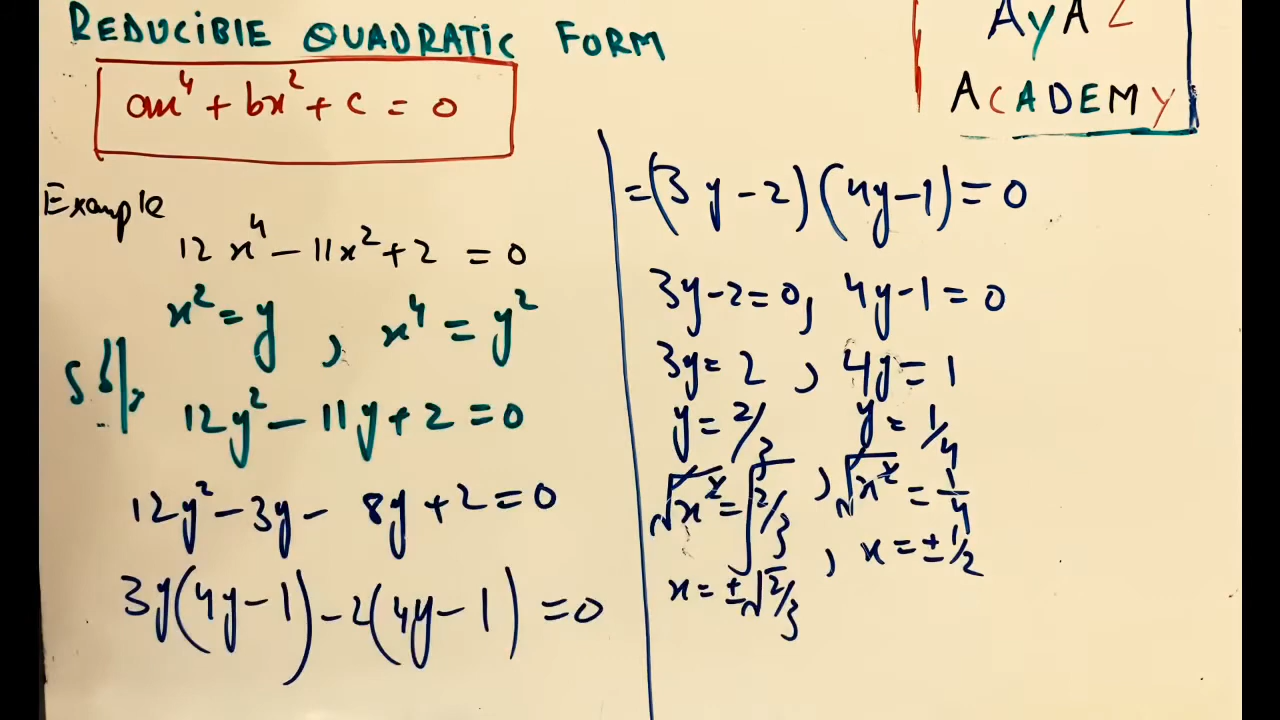 REDUCIBLE QUADRATIC FORM
AYAZ
ACADEMY
ax⁴ + bx² + c = 0
Example
12x⁴ - 11x² + 2 = 0
x² = y , x⁴ = y²
Sol,
12y² - 11y + 2 = 0
12y² - 3y - 8y + 2 = 0
3y(4y-1) - 2(4y-1) = 0
=(3y-2)(4y-1) = 0
3y-2=0, 4y-1=0
3y=2 , 4y=1
y=2/3 y=1/4
√x² = √2/3 , √x² = 1/4
x = ±√2/3 , x = ±1/2